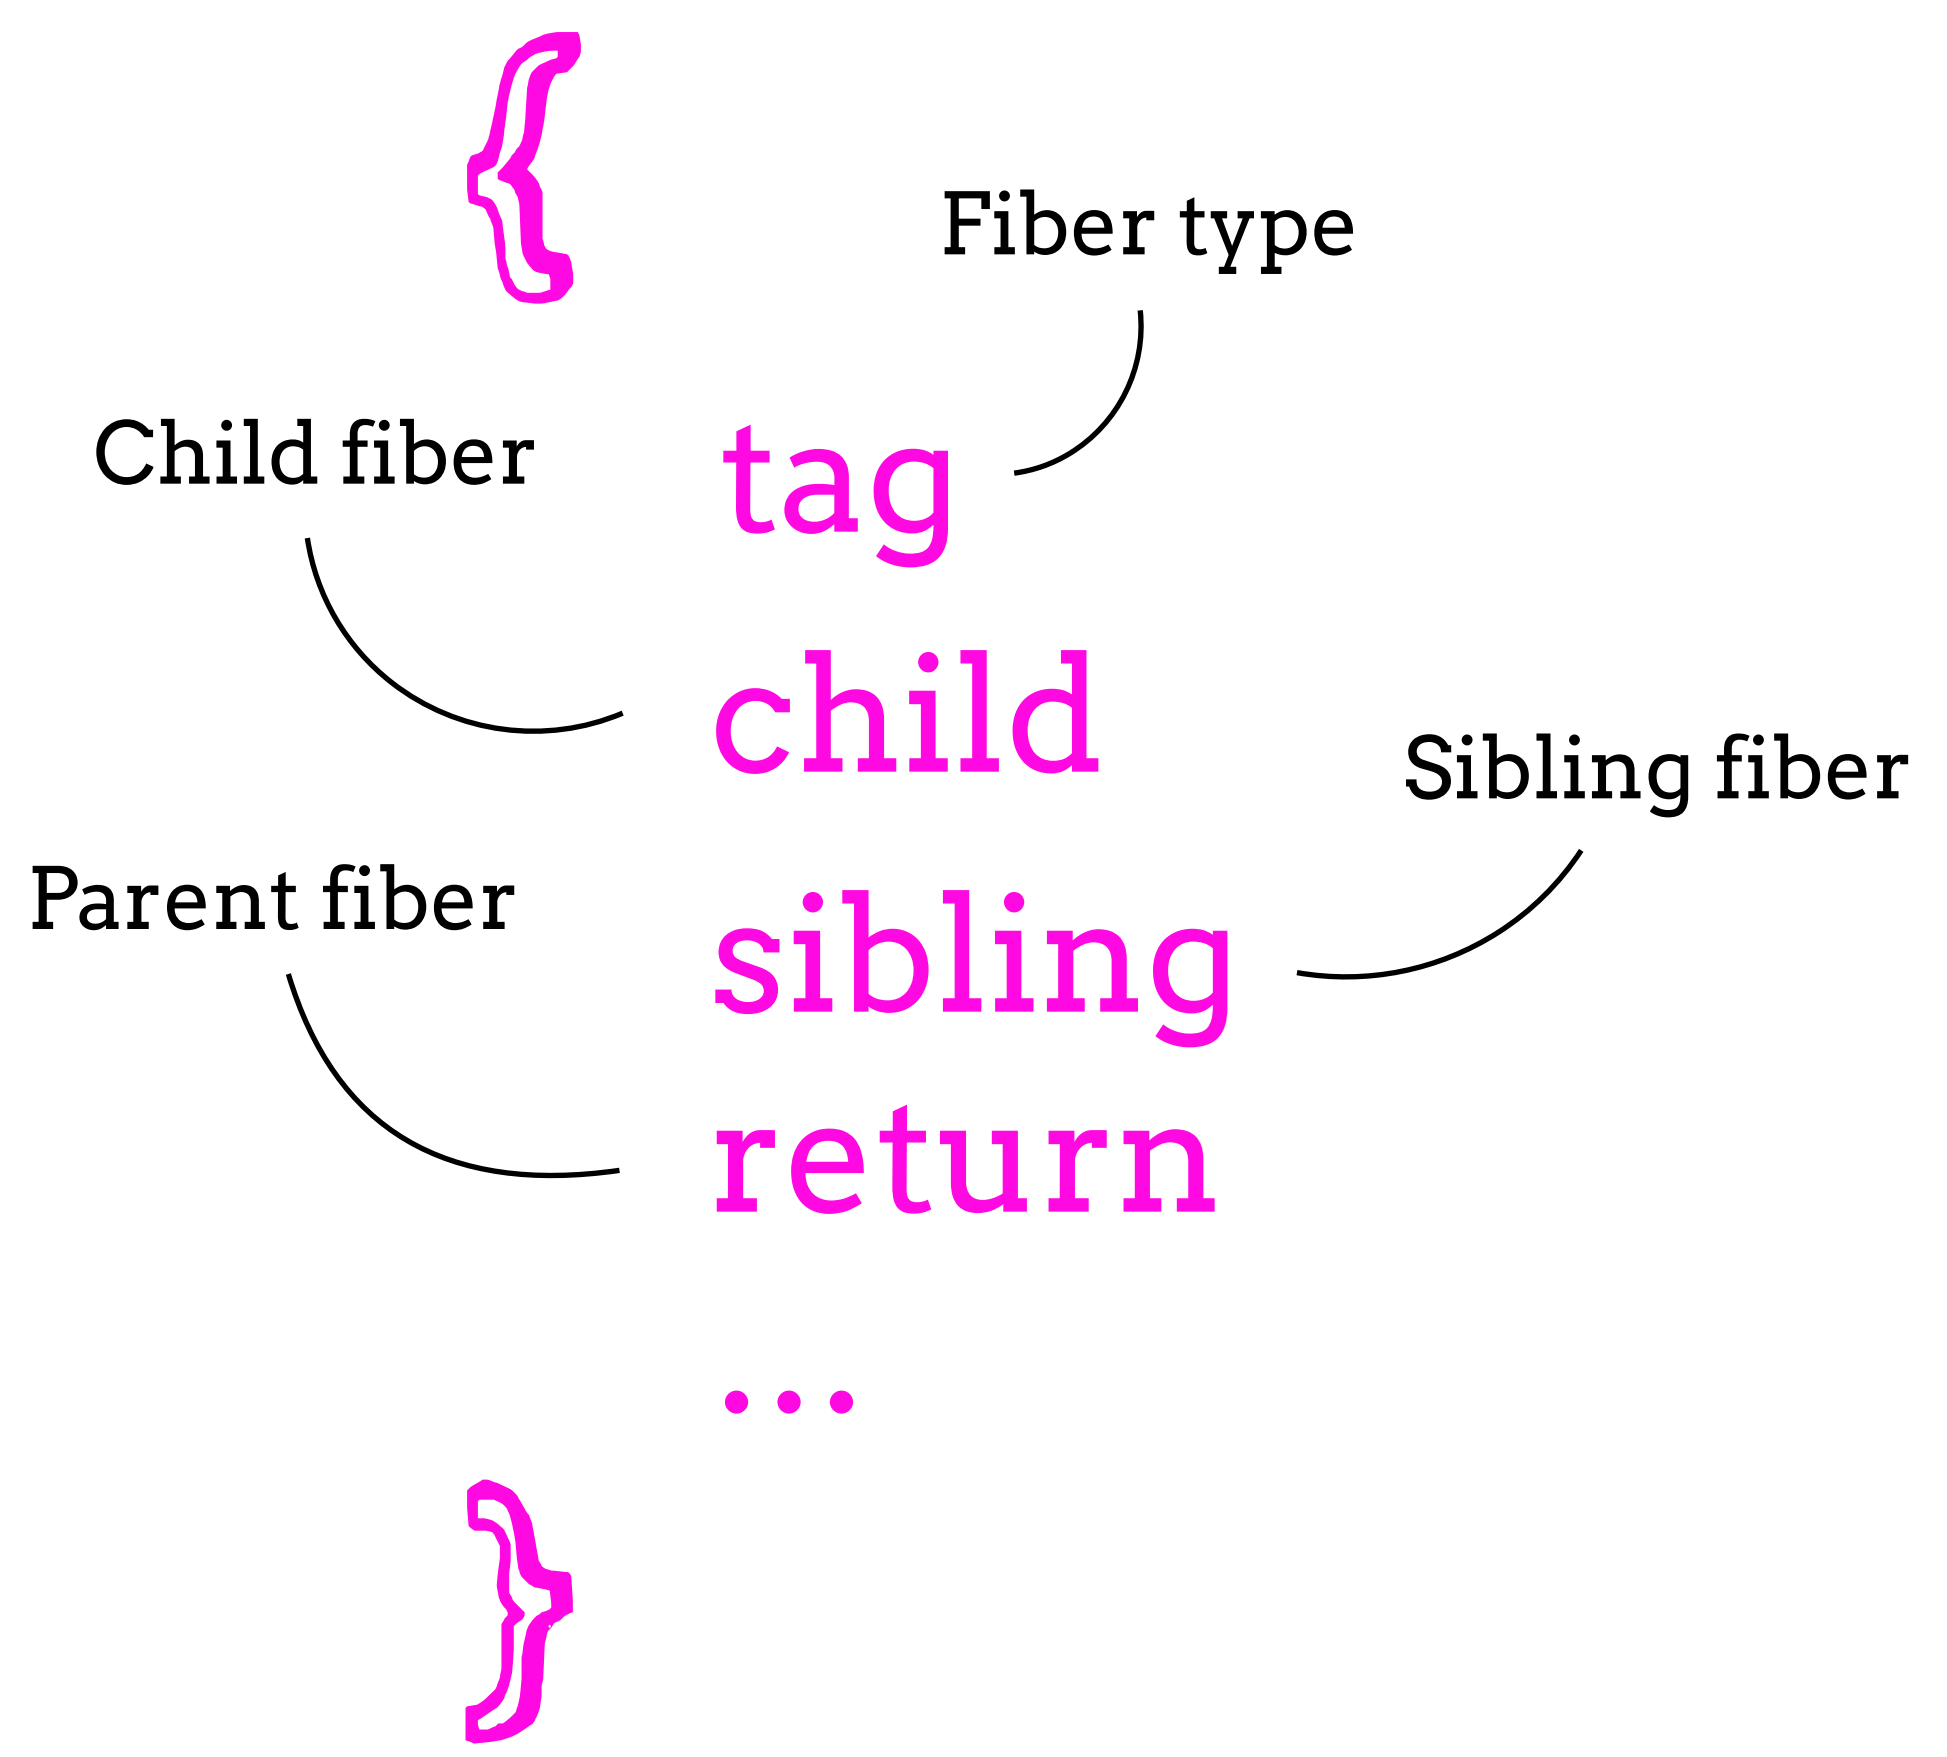 {
Fiber type
Child fiber
tag
child
Sibling fiber
Parent fiber
sibling
return
...
}